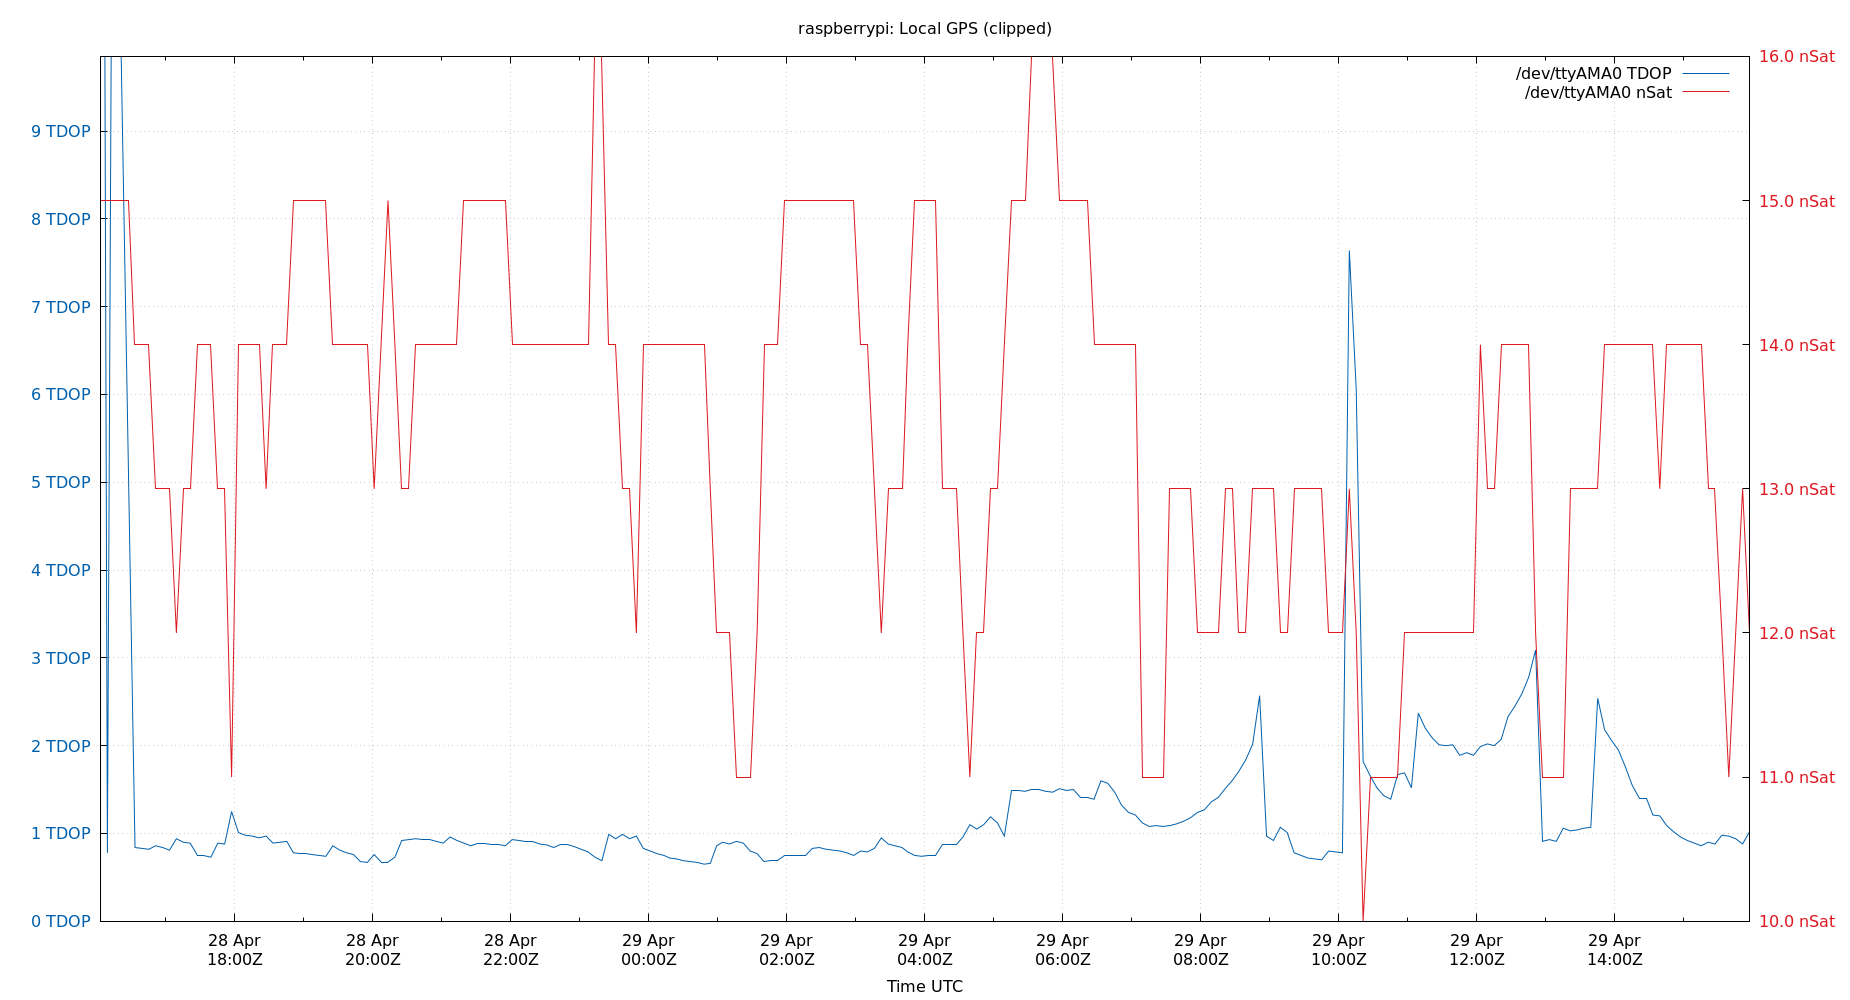 raspberrypi: Local GPS (clipped)
/dev/ttyAMA0 TDOP
/dev/ttyAMA0 nSat
9 TDOP
8 TDOP
7 TDOP
6 TDOP
5 TDOP
4 TDOP
3 TDOP
2 TDOP
1 TDOP
0 TDOP
16.0 nSat
15.0 nSat
14.0 nSat
13.0 nSat
12.0 nSat
11.0 nSat
10.0 nSat
28 Apr
18:00Z
28 Apr
20:00Z
28 Apr
22:00Z
29 Apr
00:00Z
29 Apr
02:00Z
29 Apr
04:00Z
29 Apr
06:00Z
29 Apr
08:00Z
29 Apr
10:00Z
29 Apr
12:00Z
29 Apr
14:00Z
Time UTC